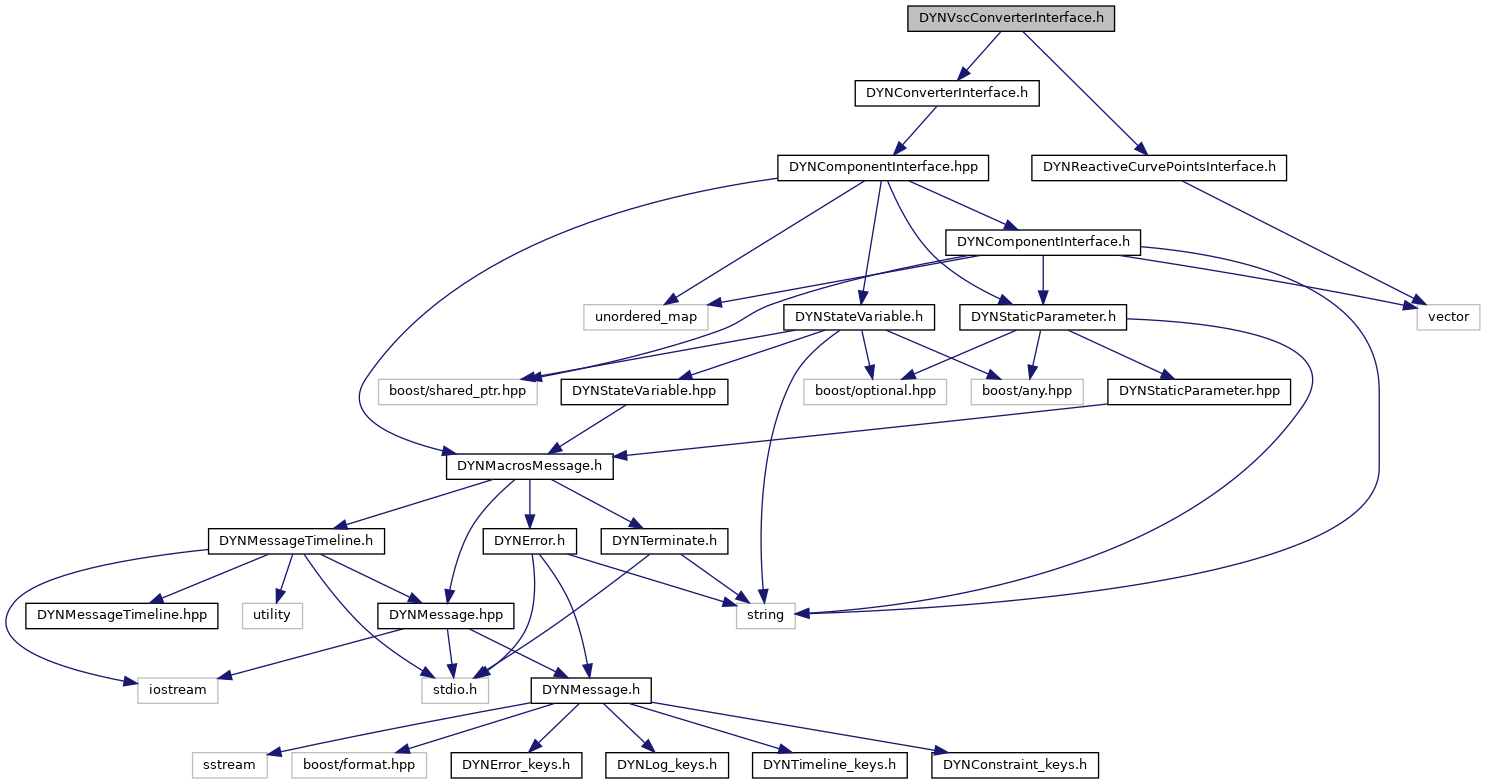 DYNVscConverterInterface.h
DYNConverterInterface.h
DYNComponentInterface.hpp
DYNReactiveCurvePointsInterface.h
DYNComponentInterface.h
unordered_map
DYNStateVariable.h
DYNStaticParameter.h
vector
boost/shared_ptr.hpp
DYNStateVariable.hpp
boost/optional.hpp
boost/any.hpp
DYNStaticParameter.hpp
DYNMacrosMessage.h
DYNMessageTimeline.h
DYNError.h
DYNTerminate.h
DYNMessageTimeline.hpp
utility
DYNMessage.hpp
string
iostream
stdio.h
DYNMessage.h
sstream
boost/format.hpp
DYNError_keys.h
DYNLog_keys.h
DYNTimeline_keys.h
DYNConstraint_keys.h